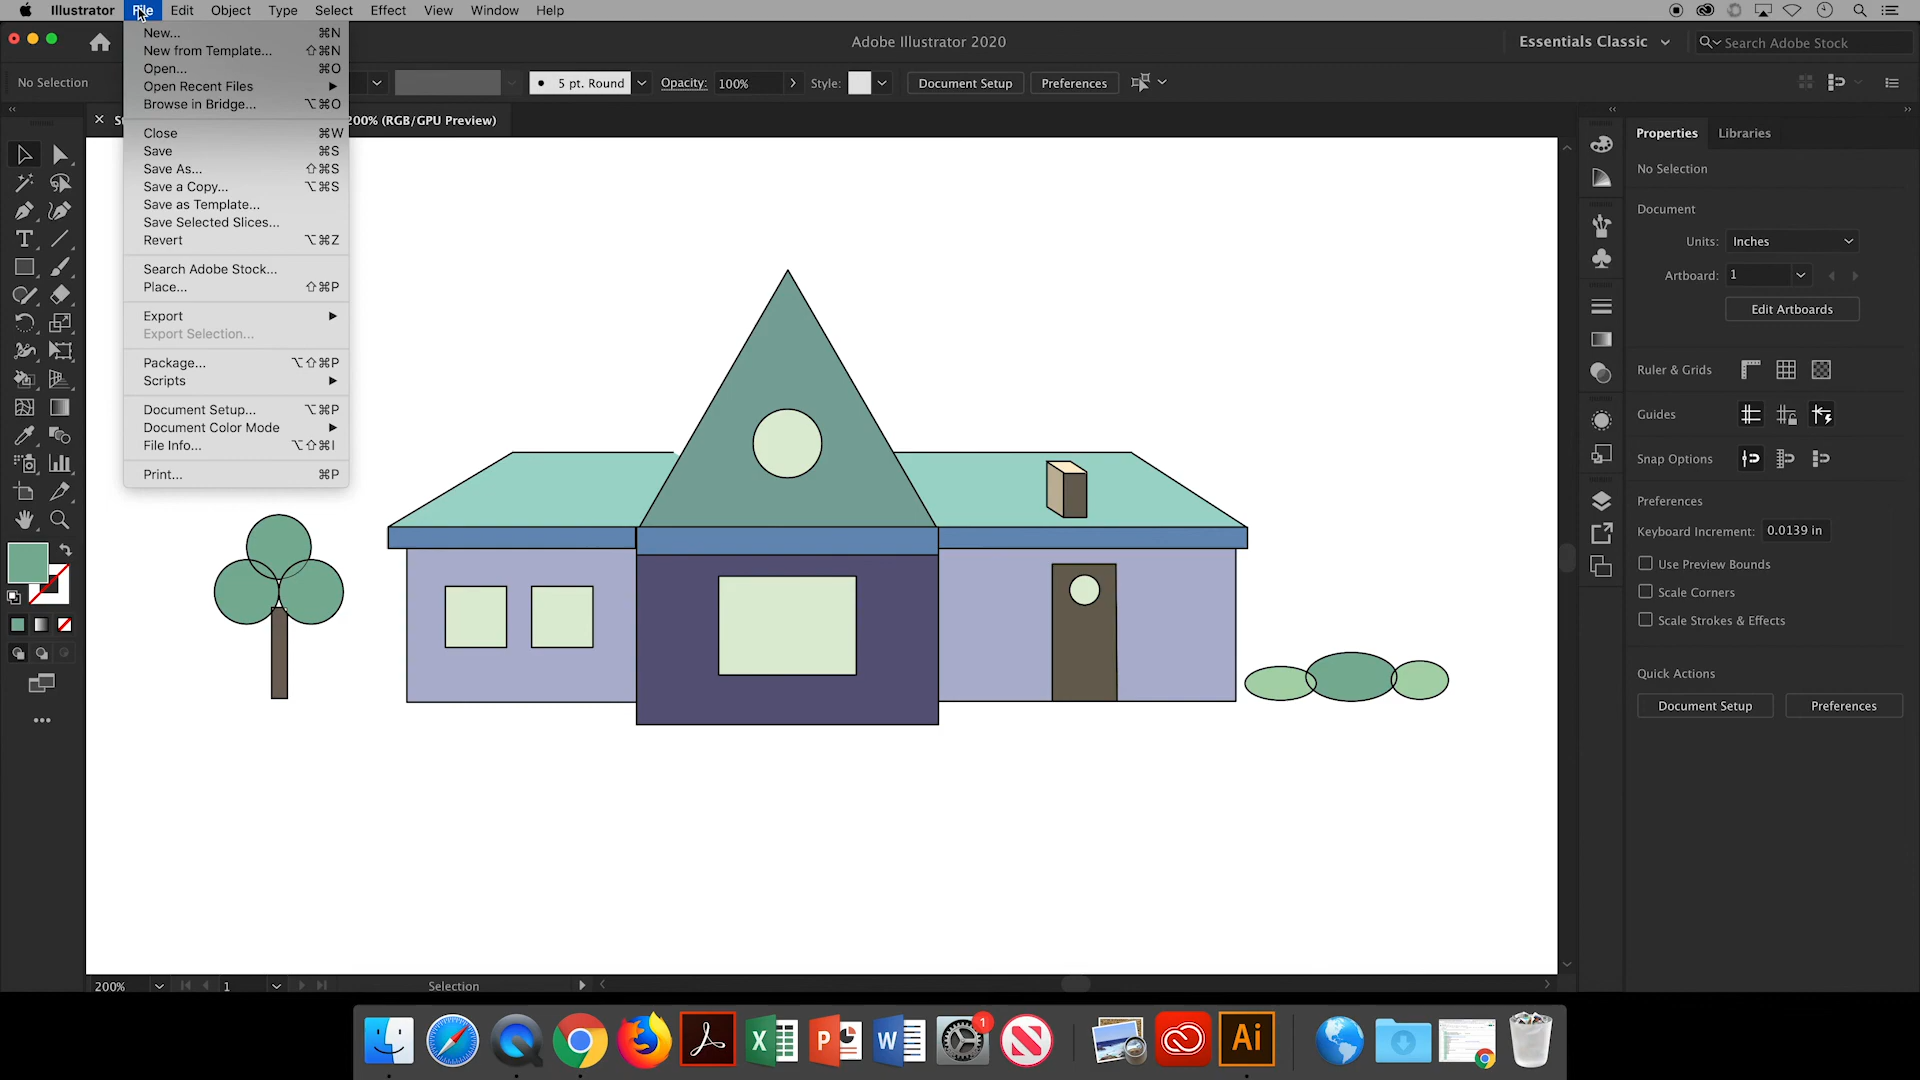 Illustrator File Edit Object Type Select Effect View Window Help
Adobe Illustrator 2020
Essentials Classic
Search Adobe Stock
No Selection
5 pt. Round
Opacity: 100%
Style:
Document Setup
Preferences
200% (RGB/GPU Preview)
New... ⌘N
New from Template... ⇧⌘N
Open... ⌘O
Open Recent Files
Browse in Bridge... ⌥⌘O
Close ⌘W
Save ⌘S
Save As... ⇧⌘S
Save a Copy... ⌥⌘S
Save as Template...
Save Selected Slices...
Revert ⌥⌘Z
Search Adobe Stock...
Place... ⇧⌘P
Export
Export Selection...
Package... ⌥⇧⌘P
Scripts
Document Setup... ⌥⌘P
Document Color Mode
File Info... ⌥⇧⌘I
Print... ⌘P
Properties Libraries
No Selection
Document
Units: Inches
Artboard: 1
Edit Artboards
Ruler & Grids
Guides
Snap Options
Preferences
Keyboard Increment: 0.0139 in
Use Preview Bounds
Scale Corners
Scale Strokes & Effects
Quick Actions
Document Setup Preferences
200% 1 Selection
X P W 1 N Ai